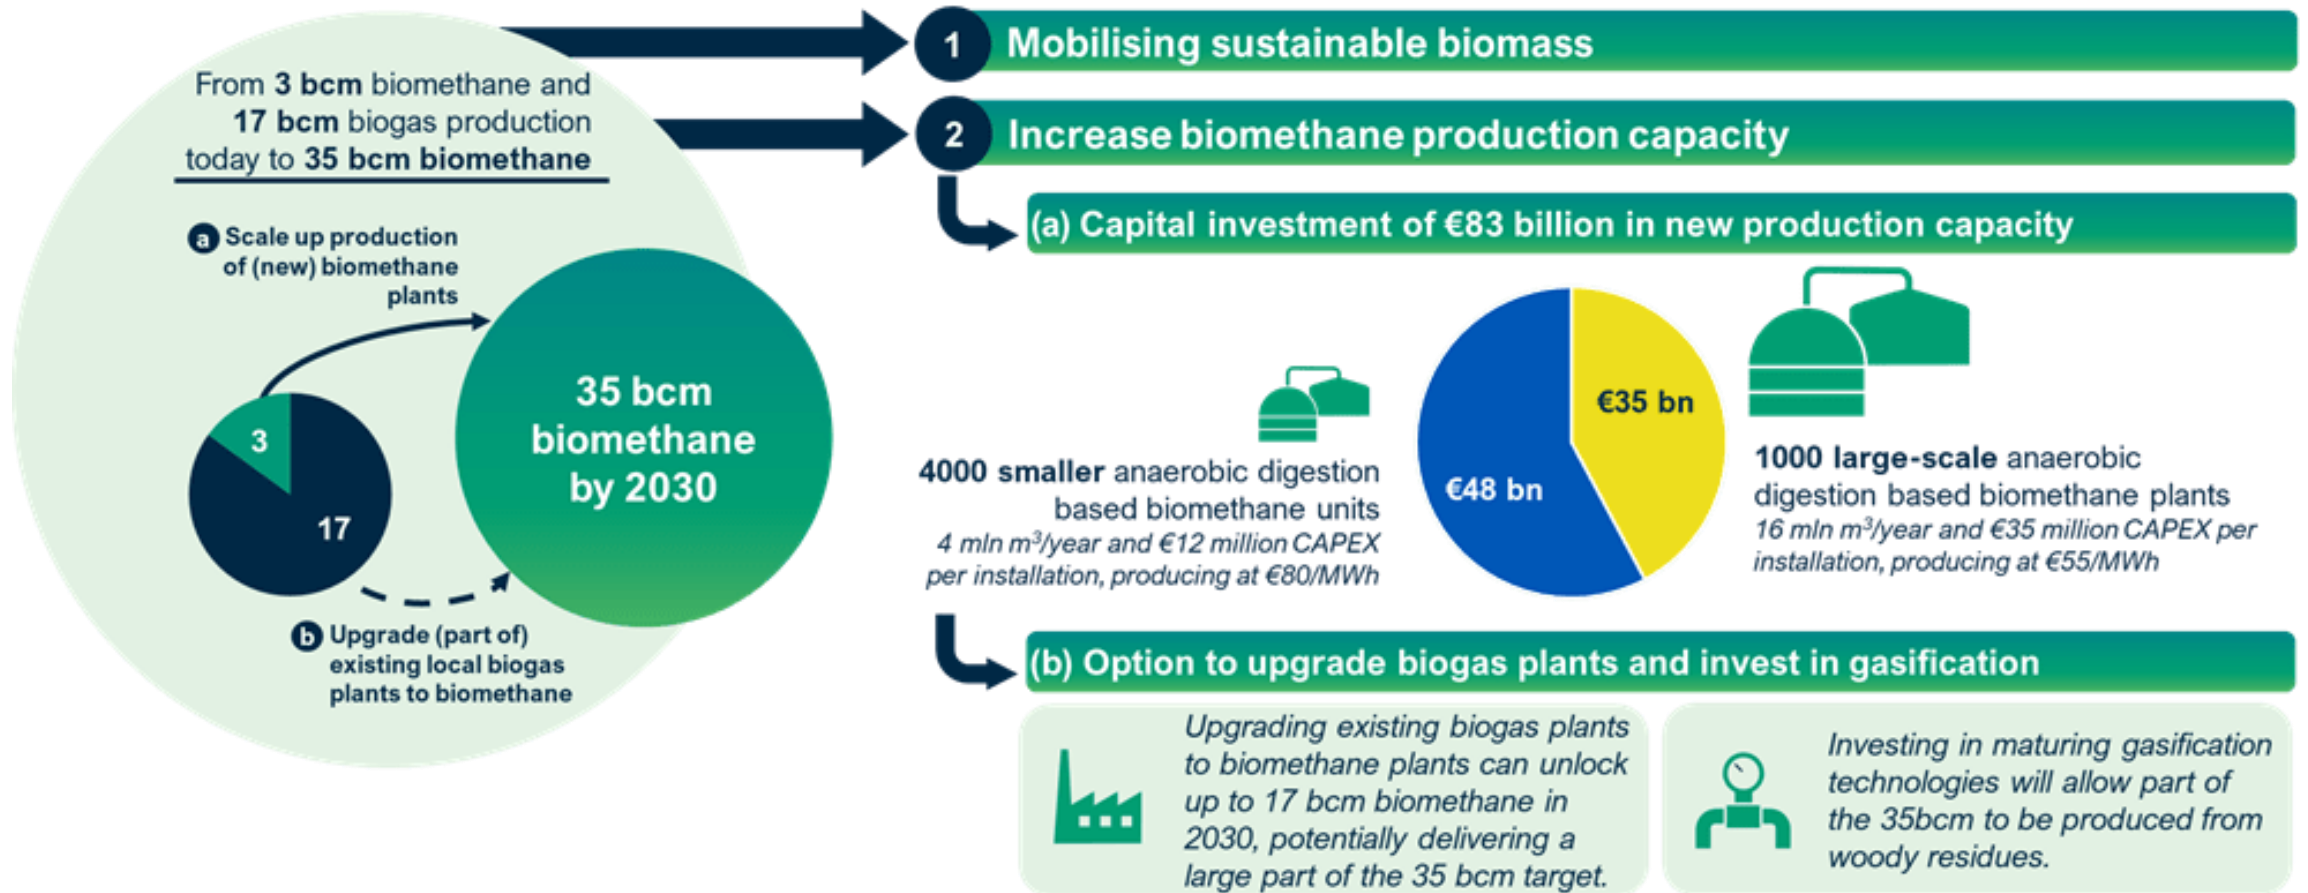 From 3 bcm biomethane and
17 bcm biogas production
today to 35 bcm biomethane
a Scale up production
of (new) biomethane
plants
3
17
35 bcm
biomethane
by 2030
b Upgrade (part of)
existing local biogas
plants to biomethane
1 Mobilising sustainable biomass
2 Increase biomethane production capacity
(a) Capital investment of €83 billion in new production capacity
4000 smaller anaerobic digestion
based biomethane units
4 mln m³/year and €12 million CAPEX
per installation, producing at €80/MWh
€48 bn
€35 bn
1000 large-scale anaerobic
digestion based biomethane plants
16 mln m³/year and €35 million CAPEX per
installation, producing at €55/MWh
(b) Option to upgrade biogas plants and invest in gasification
Upgrading existing biogas plants
to biomethane plants can unlock
up to 17 bcm biomethane in
2030, potentially delivering a
large part of the 35 bcm target.
Investing in maturing gasification
technologies will allow part of
the 35bcm to be produced from
woody residues.